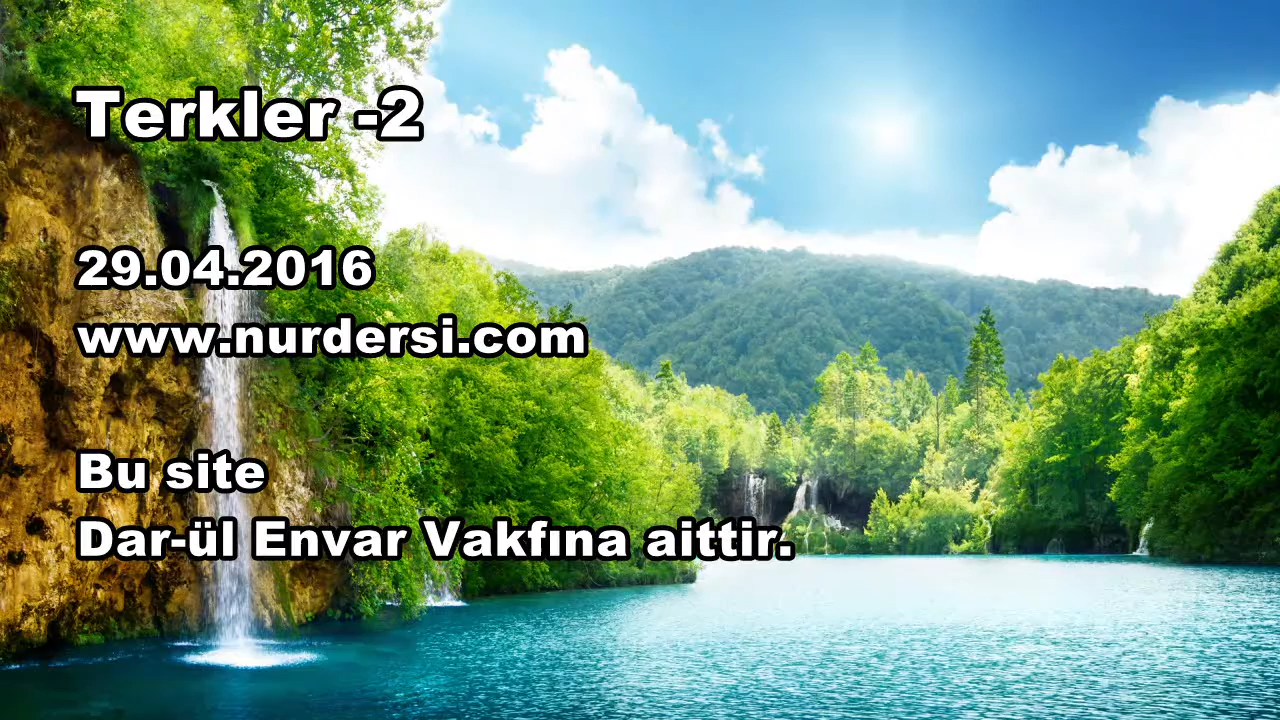 Terkler -2
29.04.2016
www.nurdersi.com
Bu site
Dar-ül Envar Vakfına aittir.